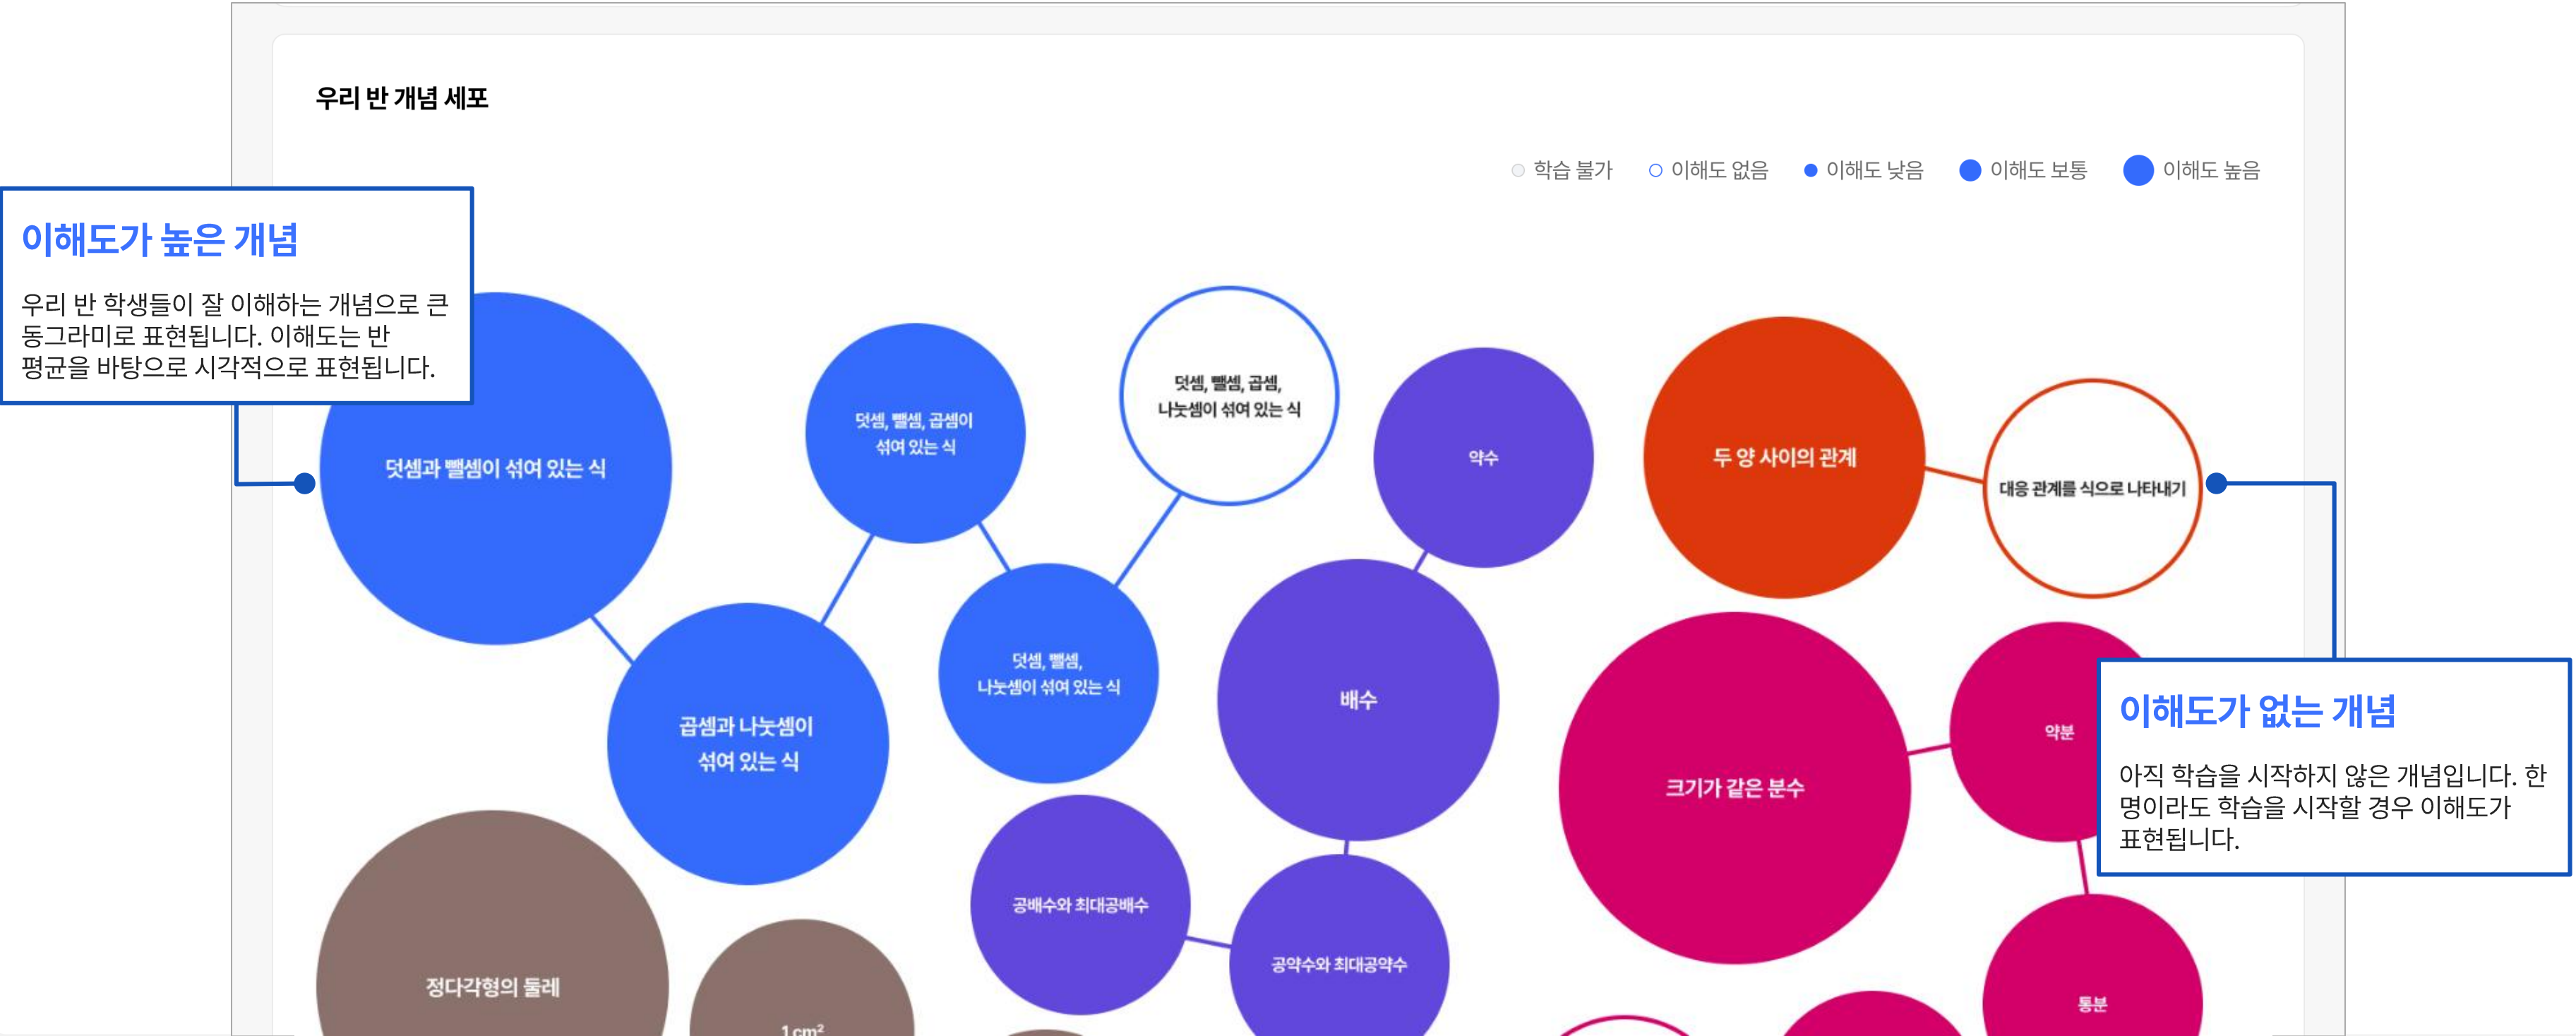 우리 반 개념 세포
학습 불가
이해도 없음
이해도 낮음
이해도 보통
이해도 높음
이해도가 높은 개념
우리 반 학생들이 잘 이해하는 개념으로 큰
동그라미로 표현됩니다. 이해도는 반
평균을 바탕으로 시각적으로 표현됩니다.
덧셈과 뺄셈이 섞여 있는 식
덧셈, 뺄셈, 곱셈이
섞여 있는 식
덧셈, 뺄셈, 곱셈,
나눗셈이 섞여 있는 식
약수
두 양 사이의 관계
대응 관계를 식으로 나타내기
곱셈과 나눗셈이
섞여 있는 식
덧셈, 뺄셈,
나눗셈이 섞여 있는 식
배수
크기가 같은 분수
약분
이해도가 없는 개념
아직 학습을 시작하지 않은 개념입니다. 한
명이라도 학습을 시작할 경우 이해도가
표현됩니다.
정다각형의 둘레
1 cm²
공배수와 최대공배수
공약수와 최대공약수
통분